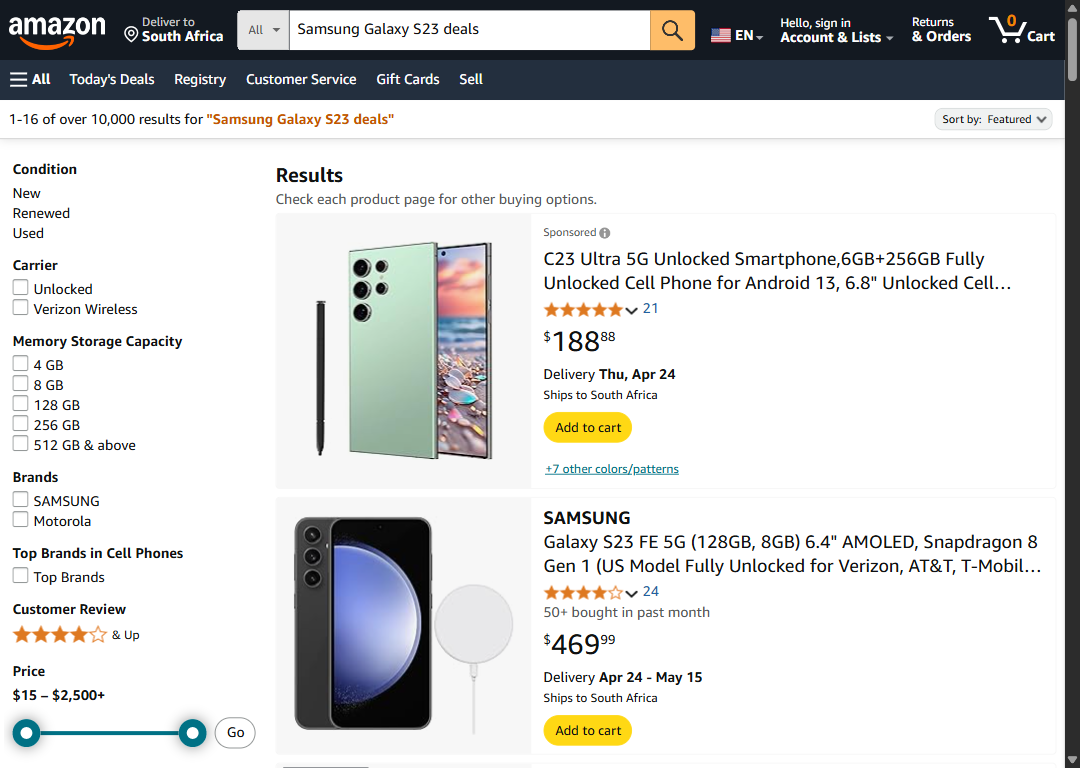 amazon
Deliver to
South Africa
All
Samsung Galaxy S23 deals
EN
Hello, sign in
Account & Lists
Returns
& Orders
0
Cart
All
Today's Deals
Registry
Customer Service
Gift Cards
Sell
1-16 of over 10,000 results for "Samsung Galaxy S23 deals"
Sort by: Featured
Condition
New
Renewed
Used
Carrier
Unlocked
Verizon Wireless
Memory Storage Capacity
4 GB
8 GB
128 GB
256 GB
512 GB & above
Brands
SAMSUNG
Motorola
Top Brands in Cell Phones
Top Brands
Customer Review
& Up
Price
$15 – $2,500+
Go
Results
Check each product page for other buying options.
Sponsored
C23 Ultra 5G Unlocked Smartphone,6GB+256GB Fully
Unlocked Cell Phone for Android 13, 6.8" Unlocked Cell…
21
$188 88
Delivery Thu, Apr 24
Ships to South Africa
Add to cart
+7 other colors/patterns
SAMSUNG
Galaxy S23 FE 5G (128GB, 8GB) 6.4" AMOLED, Snapdragon 8
Gen 1 (US Model Fully Unlocked for Verizon, AT&T, T-Mobil…
24
50+ bought in past month
$469 99
Delivery Apr 24 - May 15
Ships to South Africa
Add to cart